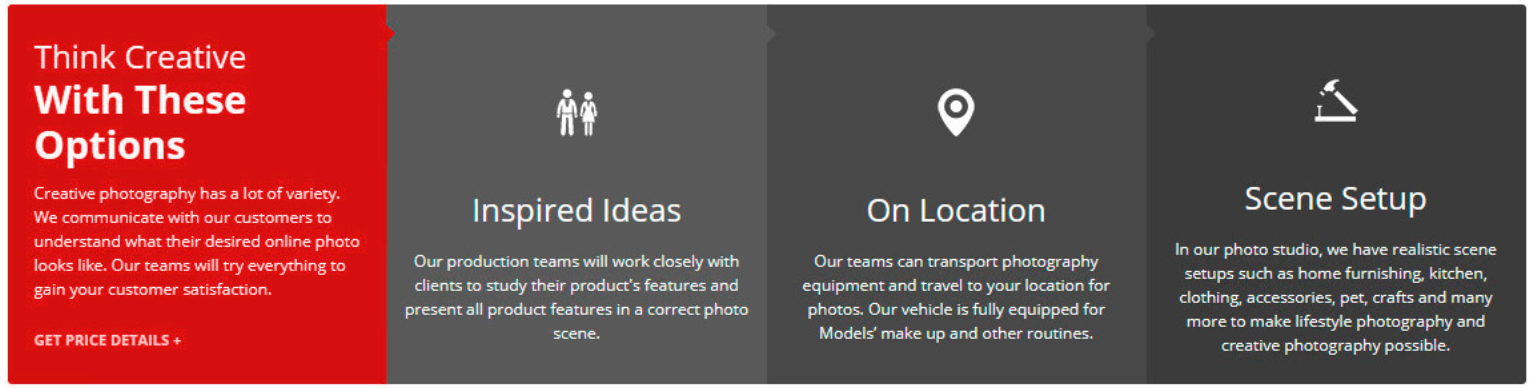 Think Creative
With These
Options
Creative photography has a lot of variety.
We communicate with our customers to
understand what their desired online photo
looks like. Our teams will try everything to
gain your customer satisfaction.
GET PRICE DETAILS +
Inspired Ideas
Our production teams will work closely with
clients to study their product's features and
present all product features in a correct photo
scene.
On Location
Our teams can transport photography
equipment and travel to your location for
photos. Our vehicle is fully equipped for
Models’ make up and other routines.
Scene Setup
In our photo studio, we have realistic scene
setups such as home furnishing, kitchen,
clothing, accessories, pet, crafts and many
more to make lifestyle photography and
creative photography possible.